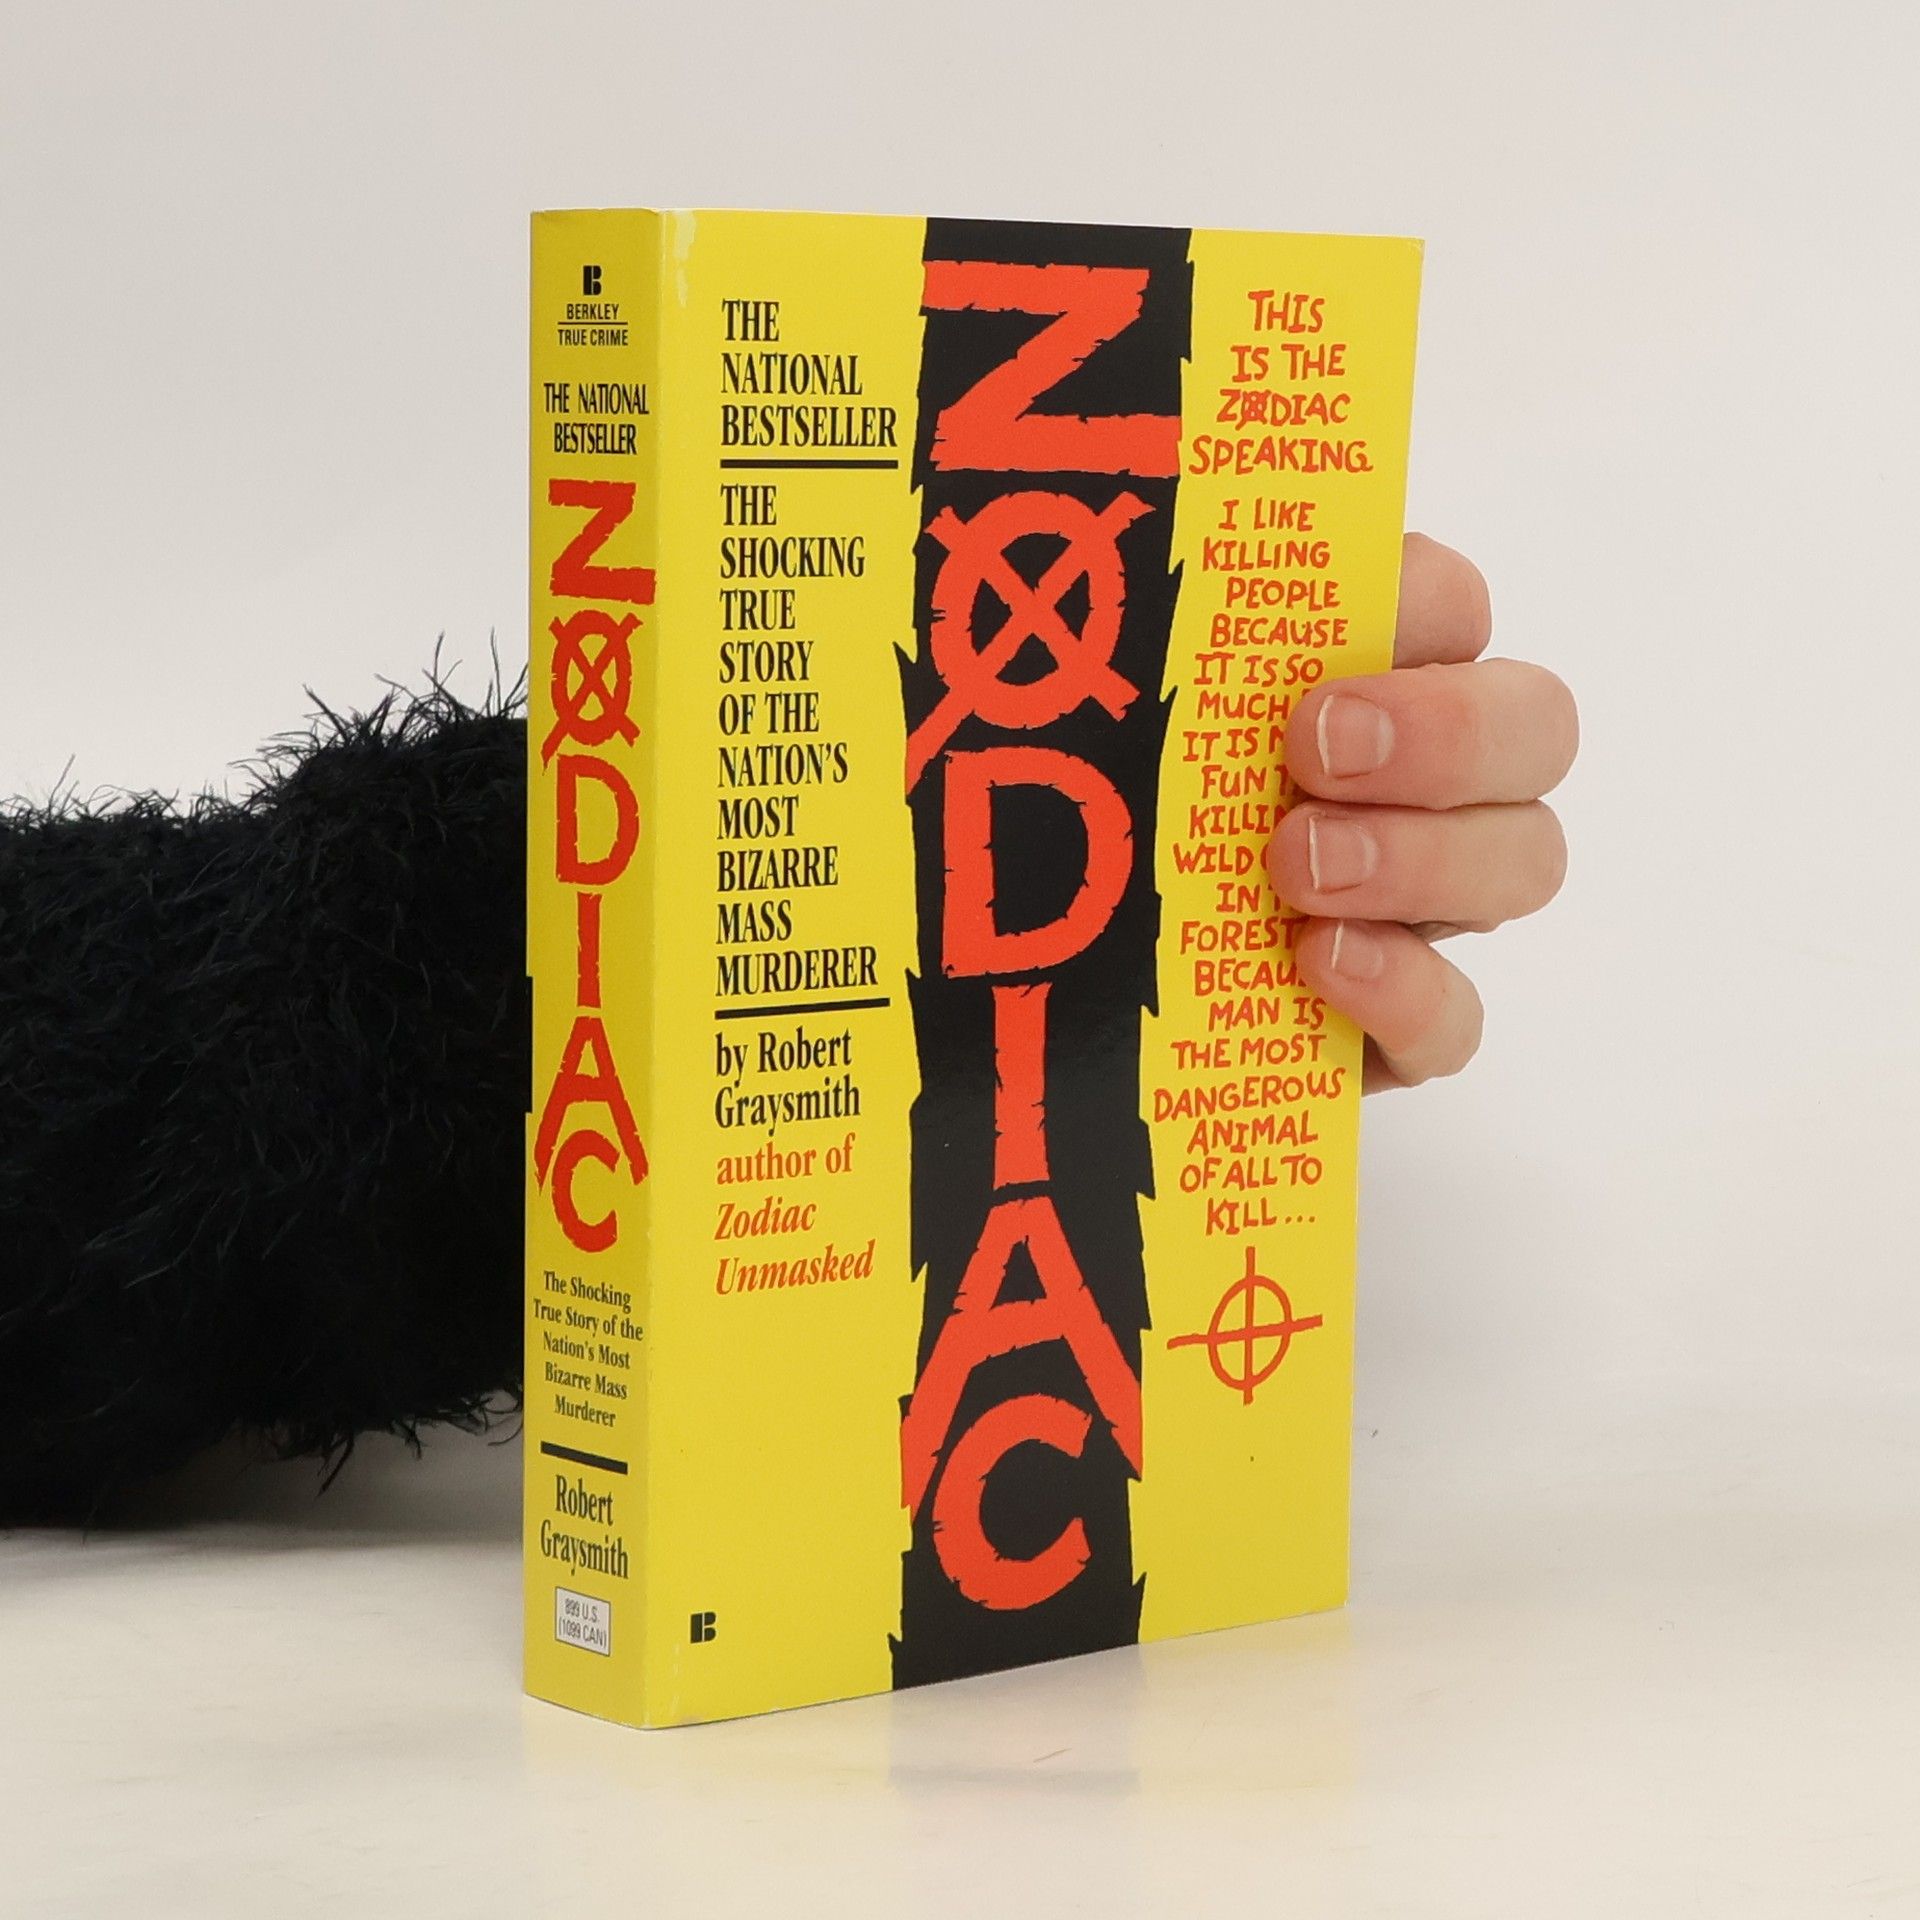 B
BERKLEY
TRUE CRIME
THE NATIONAL
BESTSELLER
ZODIAC
The Shocking
True Story of the
Nation's Most
Bizarre Mass
Murderer
Robert
Graysmith
899 U.S.
(1099 CAN)
THE
NATIONAL
BESTSELLER
THE
SHOCKING
TRUE
STORY
OF THE
NATION'S
MOST
BIZARRE
MASS
MURDERER
by Robert
Graysmith
author of
Zodiac
Unmasked
B
ZODIAC
THIS
IS THE
ZODIAC
SPEAKING
I LIKE
KILLING
PEOPLE
BECAUSE
IT IS SO
MUCH
IT IS
FUN
WILD
IN
FOREST
MAN IS
THE MOST
DANGEROUS
ANIMAL
OF ALL TO
KILL...